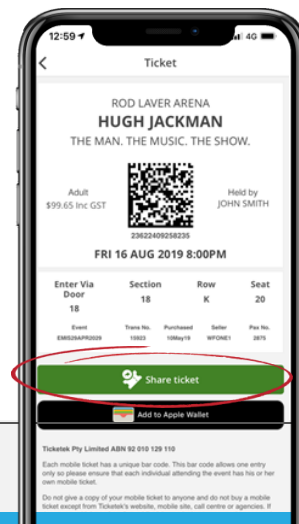 12:59 4G
Ticket
ROD LAVER ARENA
HUGH JACKMAN
THE MAN. THE MUSIC. THE SHOW.
Adult
$99.65 Inc GST
Held by
JOHN SMITH
23622409258235
FRI 16 AUG 2019 8:00PM
Enter Via Door Section Row Seat
18 18 K 20
Event Trans No. Purchased Seller Pax No.
EMIS29APR2029 15923 10May19 WFONE1 2875
Share ticket
Add to Apple Wallet
Ticketek Pty Limited ABN 92 010 129 110
Each mobile ticket has a unique bar code. This bar code allows one entry
only so please ensure that each individual attending the event has his or her
own mobile ticket.
Do not give a copy of your mobile ticket to anyone and do not buy a mobile
ticket except from Ticketek's website, mobile site, call centre or agencies. If